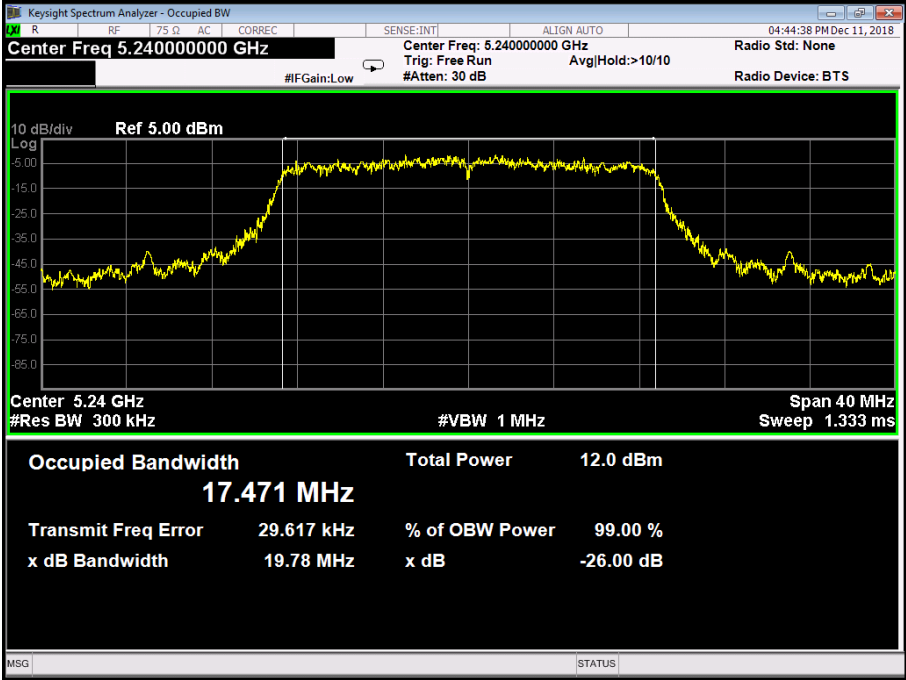 Keysight Spectrum Analyzer - Occupied BW
LXI R RF 75 Ω AC CORREC SENSE:INT ALIGN AUTO 04:44:38 PM Dec 11, 2018
Center Freq 5.240000000 GHz
Center Freq: 5.240000000 GHz
Radio Std: None
Trig: Free Run Avg|Hold:>10/10
#IFGain:Low #Atten: 30 dB
Radio Device: BTS
10 dB/div Ref 5.00 dBm
Log
-5.00
-15.0
-25.0
-35.0
-45.0
-55.0
-65.0
-75.0
-85.0
Center 5.24 GHz Span 40 MHz
#Res BW 300 kHz #VBW 1 MHz Sweep 1.333 ms
Occupied Bandwidth Total Power 12.0 dBm
17.471 MHz
Transmit Freq Error 29.617 kHz % of OBW Power 99.00 %
x dB Bandwidth 19.78 MHz x dB -26.00 dB
MSG STATUS